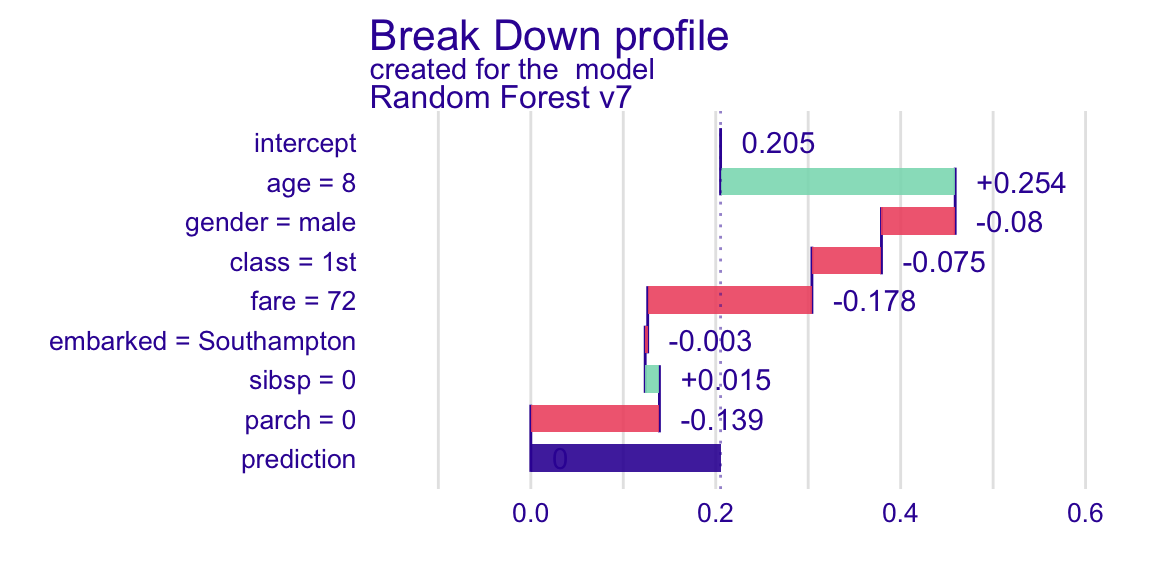 Break Down profile
created for the  model
Random Forest v7
intercept 0.205
age = 8 +0.254
gender = male -0.08
class = 1st -0.075
fare = 72 -0.178
embarked = Southampton -0.003
sibsp = 0 +0.015
parch = 0 -0.139
prediction 0
0.0 0.2 0.4 0.6